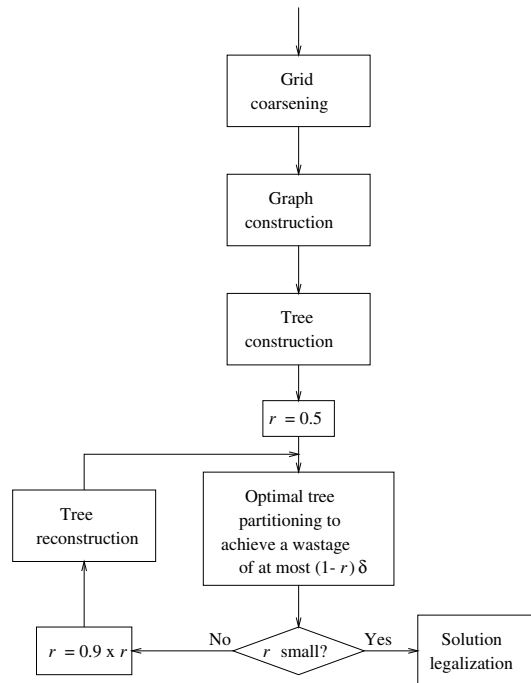 Grid
coarsening
Graph
construction
Tree
construction
r = 0.5
Optimal tree
partitioning to
achieve a wastage
of at most (1- r) δ
Tree
reconstruction
r = 0.9 x r
No
r small?
Yes
Solution
legalization